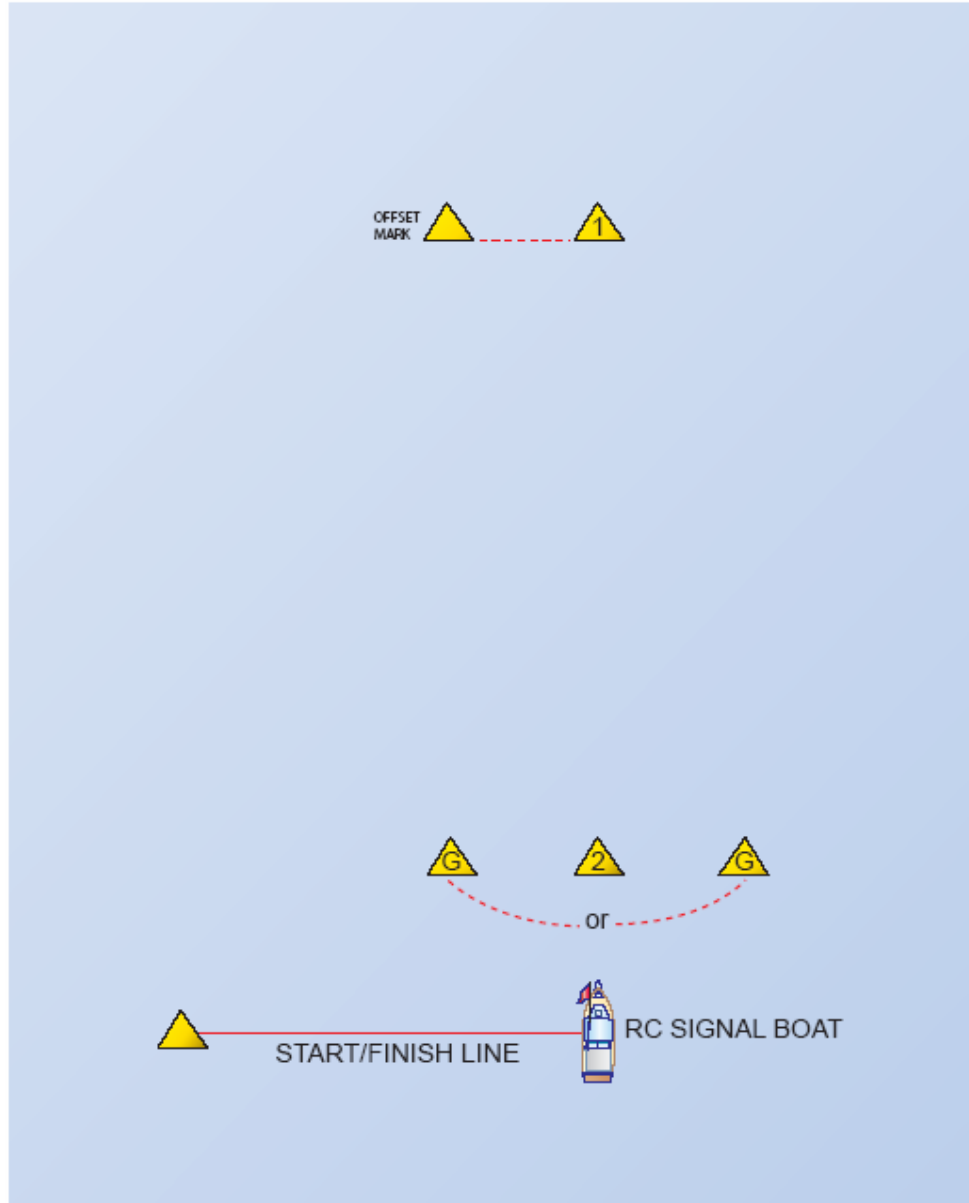 OFFSET
MARK
1
G
2
G
or
RC SIGNAL BOAT
START/FINISH LINE